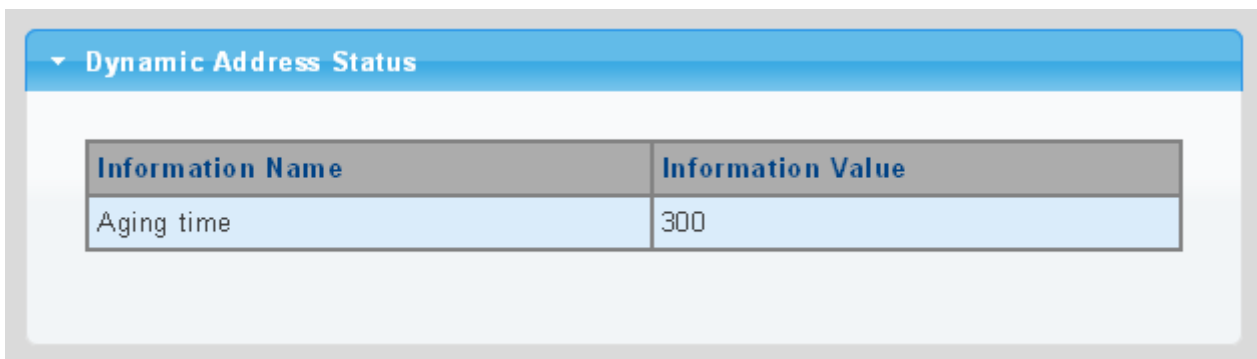 Dynamic Address Status
Information Name Information Value
Aging time 300